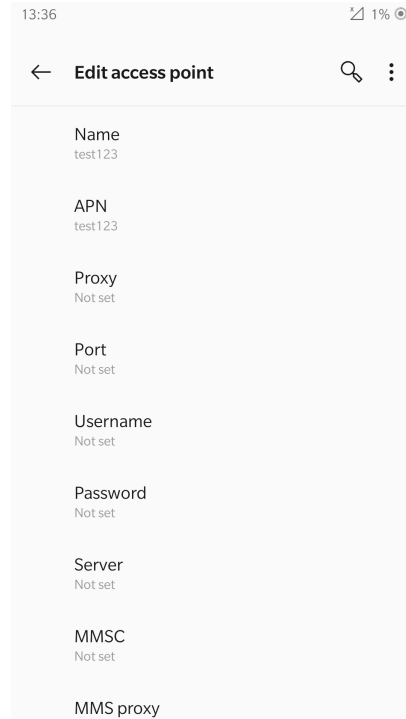 13:36
1%
Edit access point
Name
test123
APN
test123
Proxy
Not set
Port
Not set
Username
Not set
Password
Not set
Server
Not set
MMSC
Not set
MMS proxy